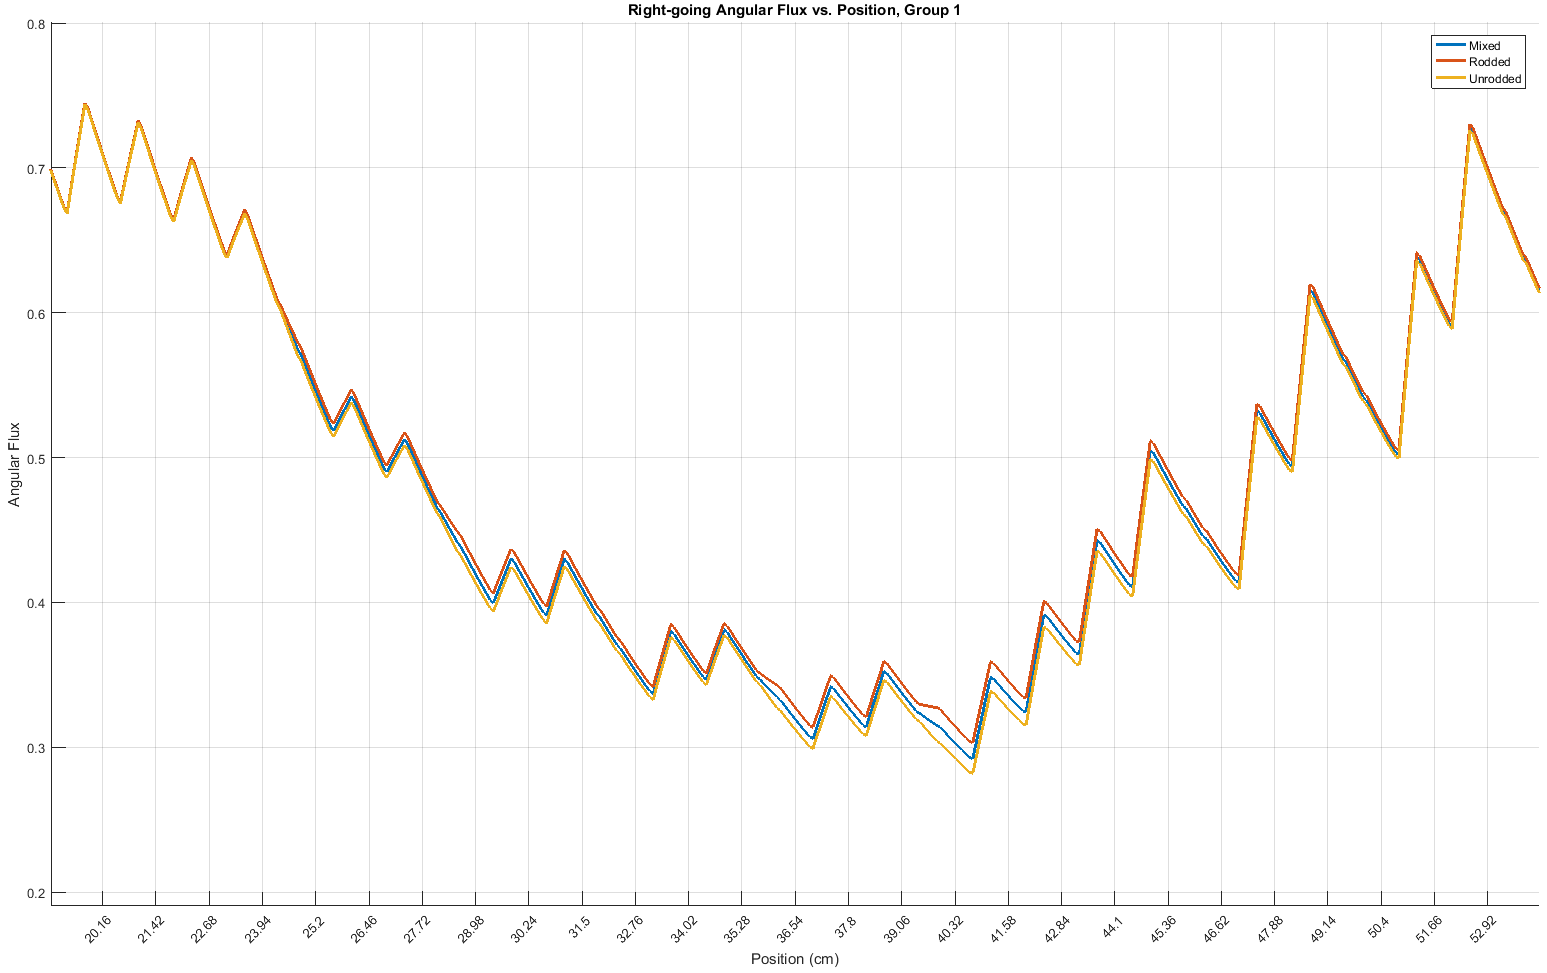 Right-going Angular Flux vs. Position, Group 1
Mixed
Rodded
Unrodded
0.8
0.7
0.6
0.5
0.4
0.3
0.2
Angular Flux
20.16 21.42 22.68 23.94 25.2 26.46 27.72 28.98 30.24 31.5 32.76 34.02 35.28 36.54 37.8 39.06 40.32 41.58 42.84 44.1 45.36 46.62 47.88 49.14 50.4 51.66 52.92
Position (cm)